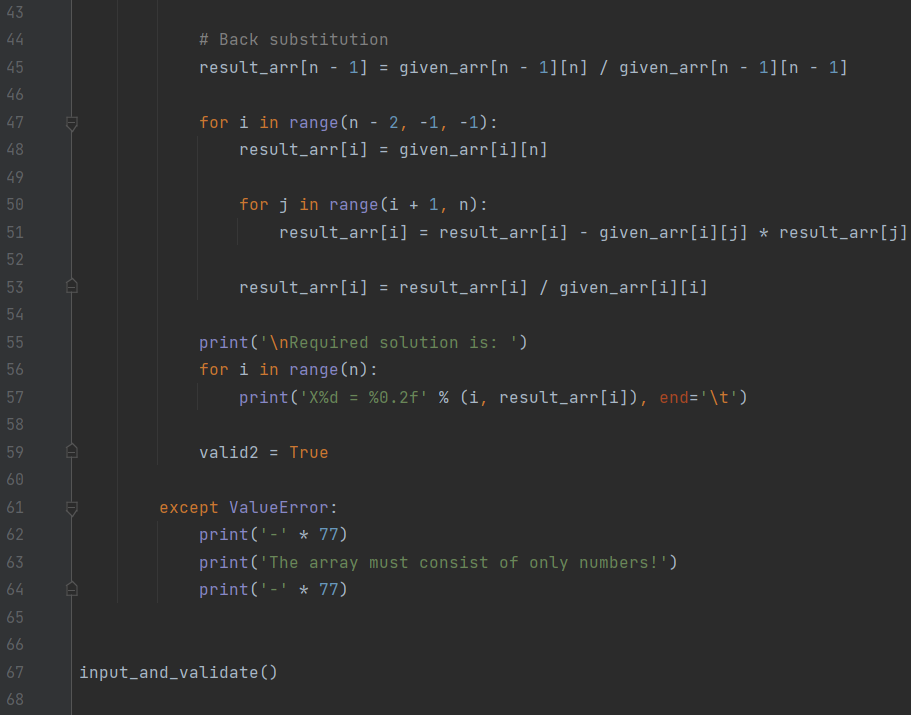 43
44 # Back substitution
45 result_arr[n - 1] = given_arr[n - 1][n] / given_arr[n - 1][n - 1]
46
47 for i in range(n - 2, -1, -1):
48 result_arr[i] = given_arr[i][n]
49
50 for j in range(i + 1, n):
51 result_arr[i] = result_arr[i] - given_arr[i][j] * result_arr[j]
52
53 result_arr[i] = result_arr[i] / given_arr[i][i]
54
55 print('\nRequired solution is: ')
56 for i in range(n):
57 print('X%d = %0.2f' % (i, result_arr[i]), end='\t')
58
59 valid2 = True
60
61 except ValueError:
62 print('-' * 77)
63 print('The array must consist of only numbers!')
64 print('-' * 77)
65
66
67 input_and_validate()
68